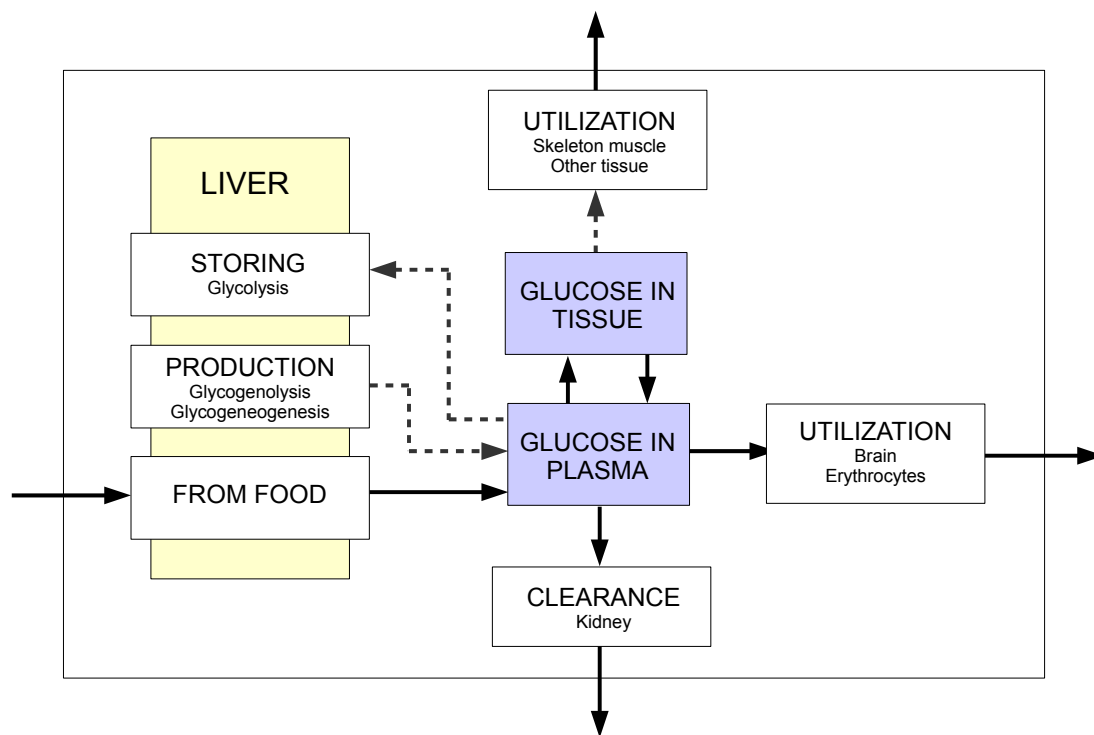 UTILIZATION
Skeleton muscle
Other tissue
LIVER
STORING
Glycolysis
GLUCOSE IN
TISSUE
PRODUCTION
Glycogenolysis
Glycogeneogenesis
GLUCOSE IN
PLASMA
UTILIZATION
Brain
Erythrocytes
FROM FOOD
CLEARANCE
Kidney